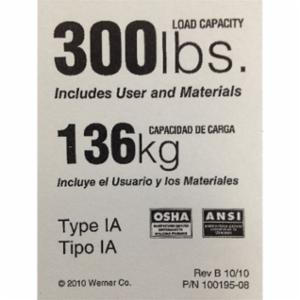 LOAD CAPACITY
300lbs.
Includes User and Materials
CAPACIDAD DE CARGA
136kg
Incluye el Usuario y los Materiales
Type IA
Tipo IA
OSHA
ANSI
© 2010 Werner Co.
Rev B 10/10
P/N 100195-08